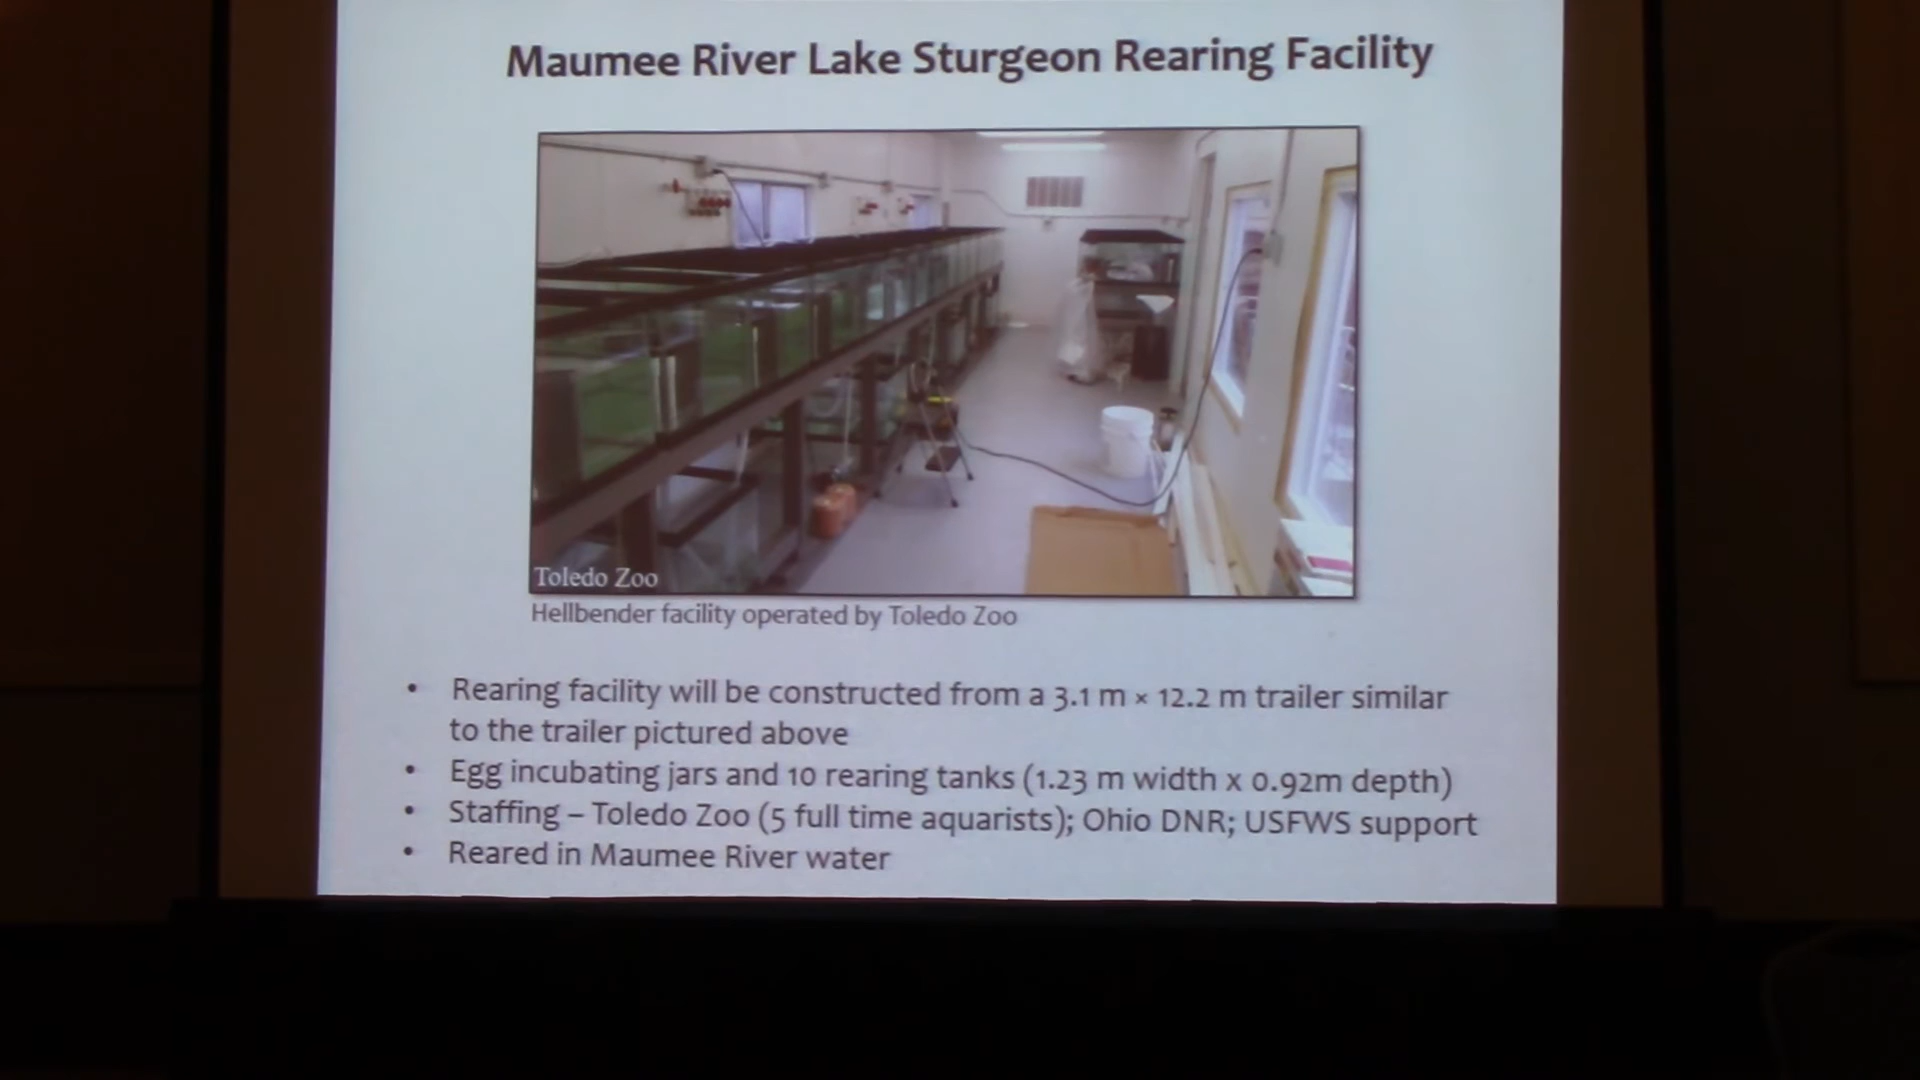 Maumee River Lake Sturgeon Rearing Facility
Toledo Zoo
Hellbender facility operated by Toledo Zoo
• Rearing facility will be constructed from a 3.1 m × 12.2 m trailer similar
to the trailer pictured above
• Egg incubating jars and 10 rearing tanks (1.23 m width x 0.92m depth)
• Staffing – Toledo Zoo (5 full time aquarists); Ohio DNR; USFWS support
• Reared in Maumee River water